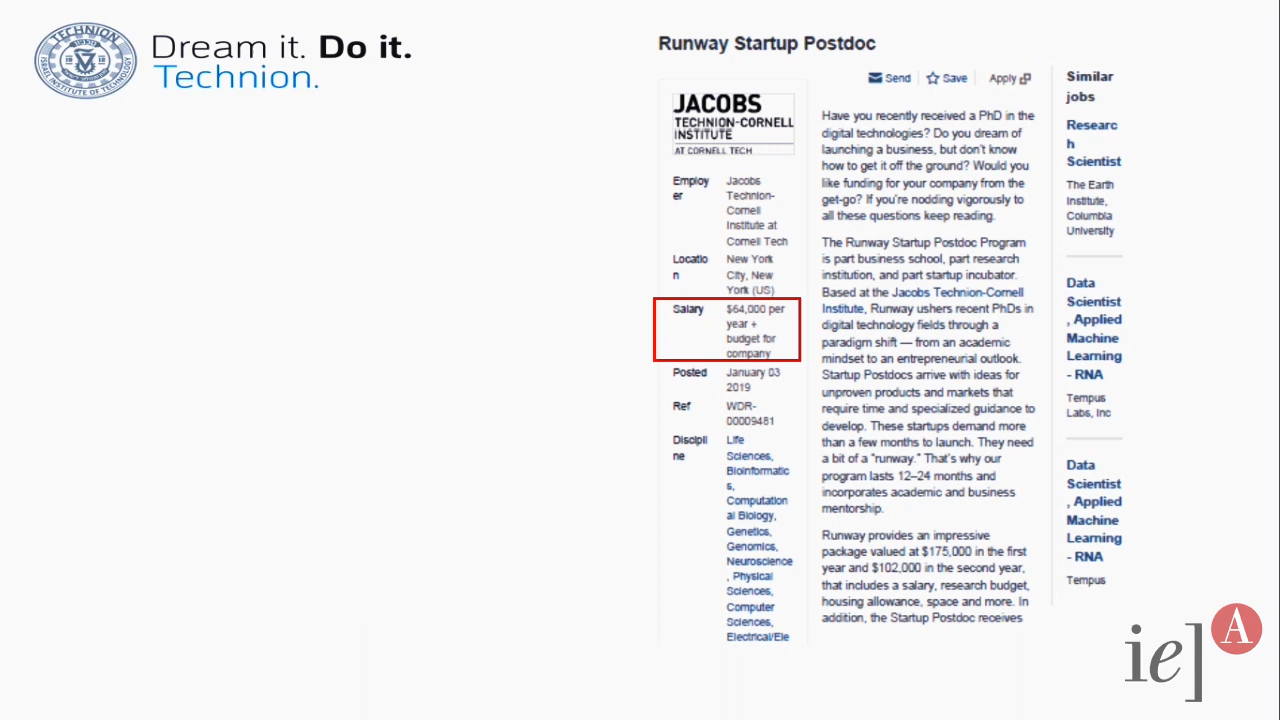 TECHNION
ISRAEL INSTITUTE OF TECHNOLOGY
Dream it. Do it.
Technion.
Runway Startup Postdoc
Send
Save
Apply
JACOBS
TECHNION-CORNELL
INSTITUTE
AT CORNELL TECH
Employ
er
Jacobs
Technion-
Cornell
Institute at
Cornell Tech
Locatio
n
New York
City, New
York (US)
Salary
$64,000 per
year +
budget for
company
Posted
January 03
2019
Ref
WDR-
00009481
Discipli
ne
Life
Sciences,
Bioinformatic
s,
Computation
al Biology,
Genetics,
Genomics,
Neuroscience
, Physical
Sciences,
Computer
Sciences,
Electrical/Ele
Have you recently received a PhD in the
digital technologies? Do you dream of
launching a business, but don't know
how to get it off the ground? Would you
like funding for your company from the
get-go? If you're nodding vigorously to
all these questions keep reading.
The Runway Startup Postdoc Program
is part business school, part research
institution, and part startup incubator.
Based at the Jacobs Technion-Cornell
Institute, Runway ushers recent PhDs in
digital technology fields through a
paradigm shift — from an academic
mindset to an entrepreneurial outlook.
Startup Postdocs arrive with ideas for
unproven products and markets that
require time and specialized guidance to
develop. These startups demand more
than a few months to launch. They need
a bit of a "runway." That's why our
program lasts 12–24 months and
incorporates academic and business
mentorship.
Runway provides an impressive
package valued at $175,000 in the first
year and $102,000 in the second year,
that includes a salary, research budget,
housing allowance, space and more. In
addition, the Startup Postdoc receives
Similar
jobs
Researc
h
Scientist
The Earth
Institute,
Columbia
University
Data
Scientist
, Applied
Machine
Learning
- RNA
Tempus
Labs, Inc
Data
Scientist
, Applied
Machine
Learning
- RNA
Tempus
ie] A